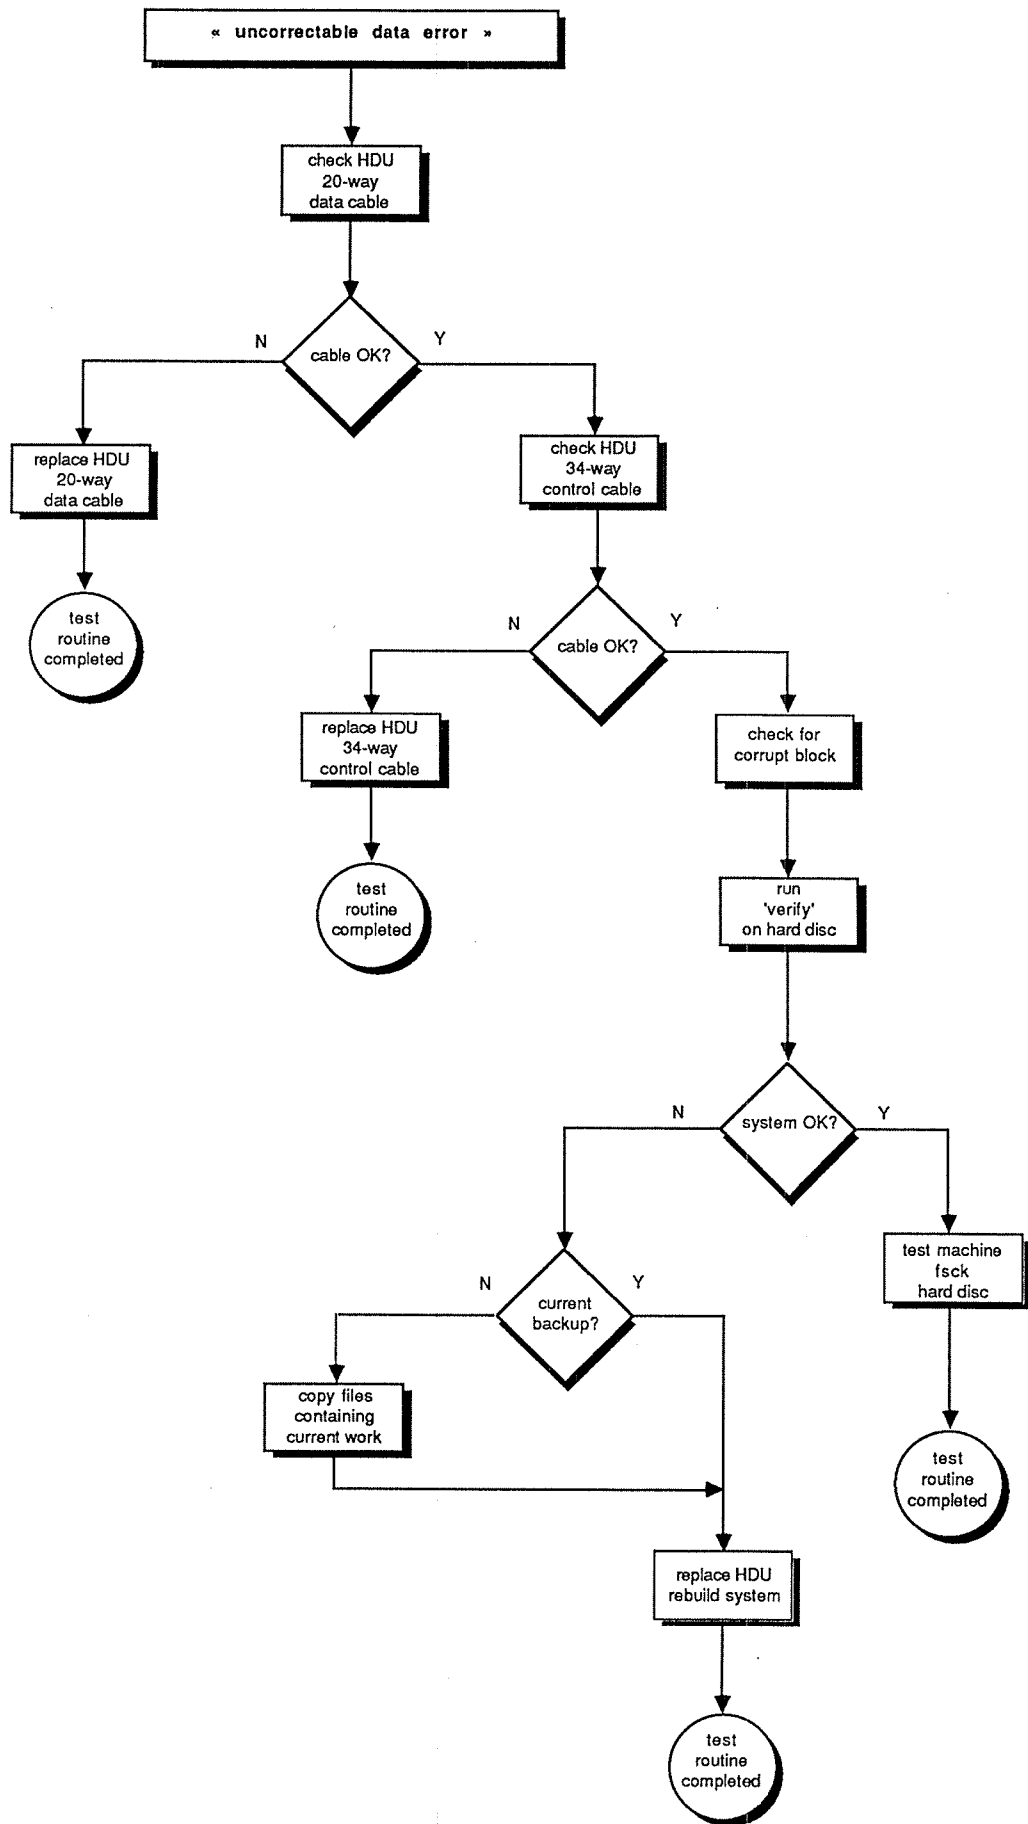 « uncorrectable data error »
check HDU
20-way
data cable
N
Y
cable OK?
replace HDU
20-way
data cable
check HDU
34-way
control cable
test
routine
completed
N
Y
cable OK?
replace HDU
34-way
control cable
check for
corrupt block
test
routine
completed
run
'verify'
on hard disc
N
Y
system OK?
test machine
fsck
hard disc
N
Y
current
backup?
copy files
containing
current work
test
routine
completed
replace HDU
rebuild system
test
routine
completed